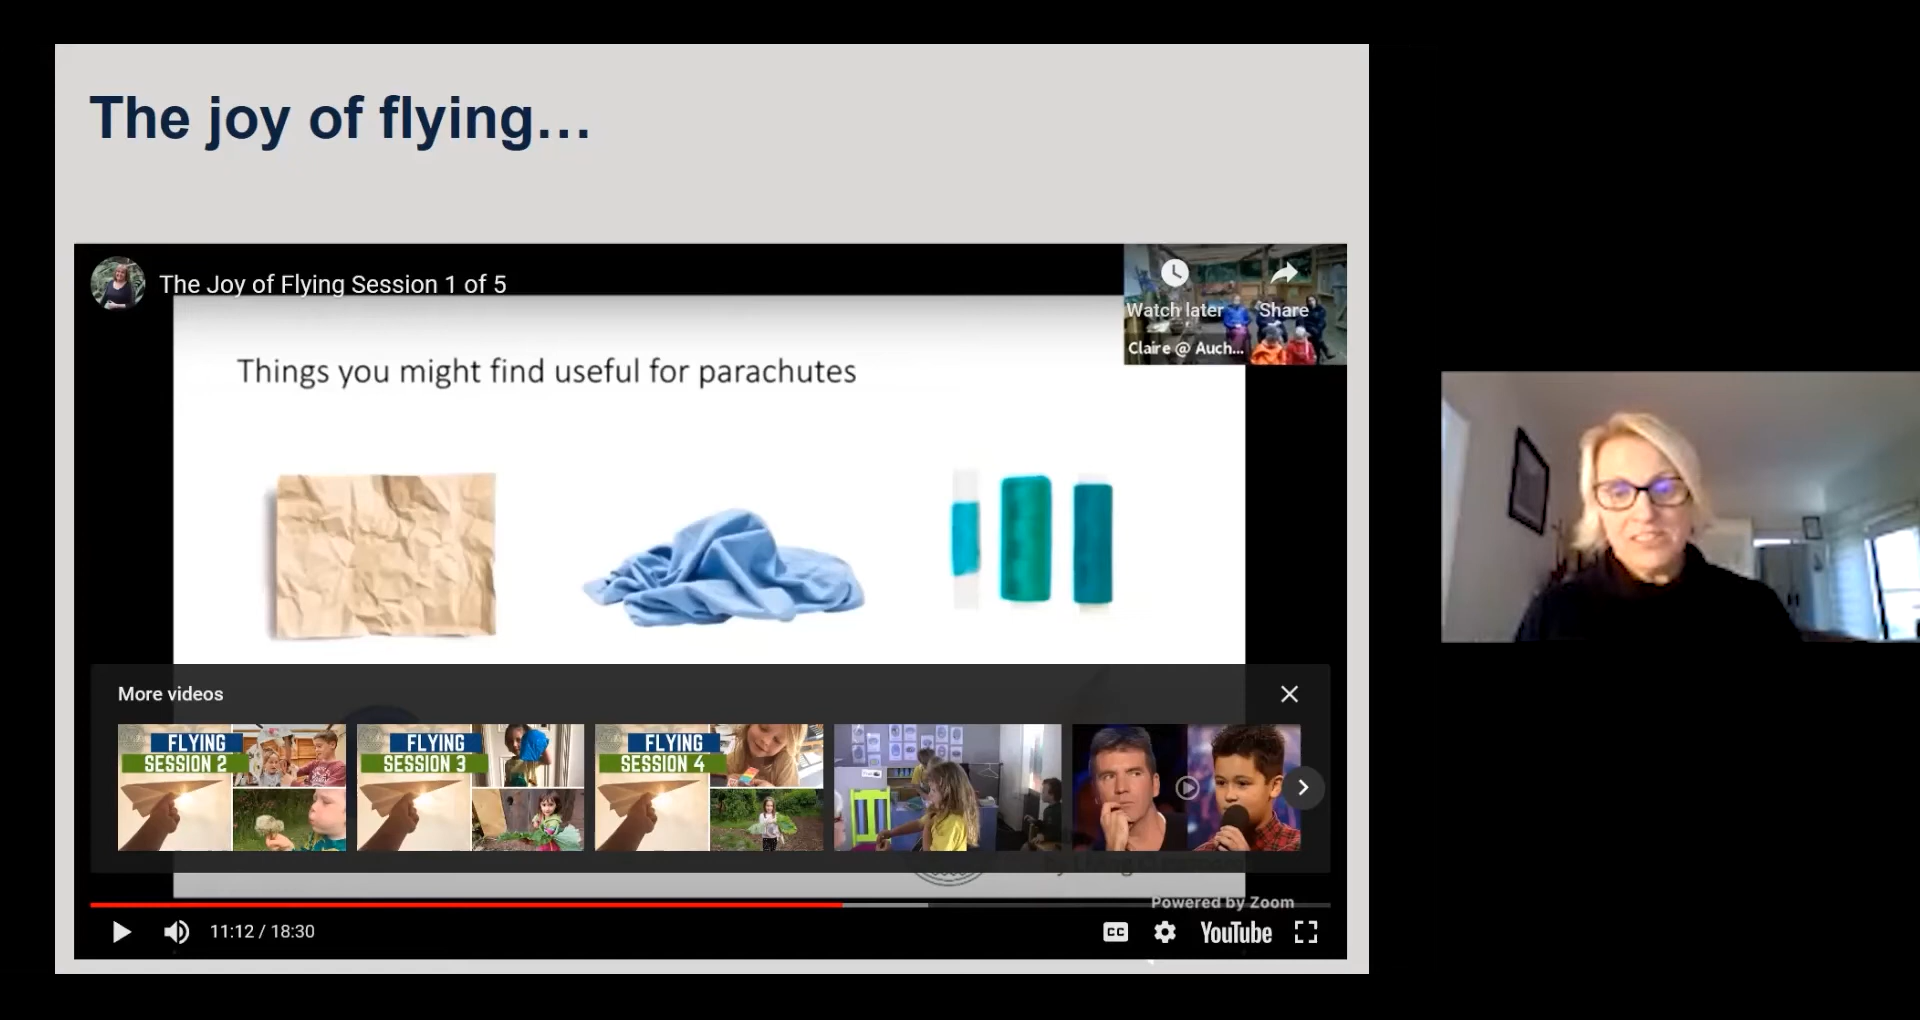 The joy of flying…
The Joy of Flying Session 1 of 5
Watch later
Share
Claire @ Auch...
Things you might find useful for parachutes
More videos
FLYING
SESSION 2
FLYING
SESSION 3
FLYING
SESSION 4
Powered by Zoom
11:12 / 18:30
CC
YouTube